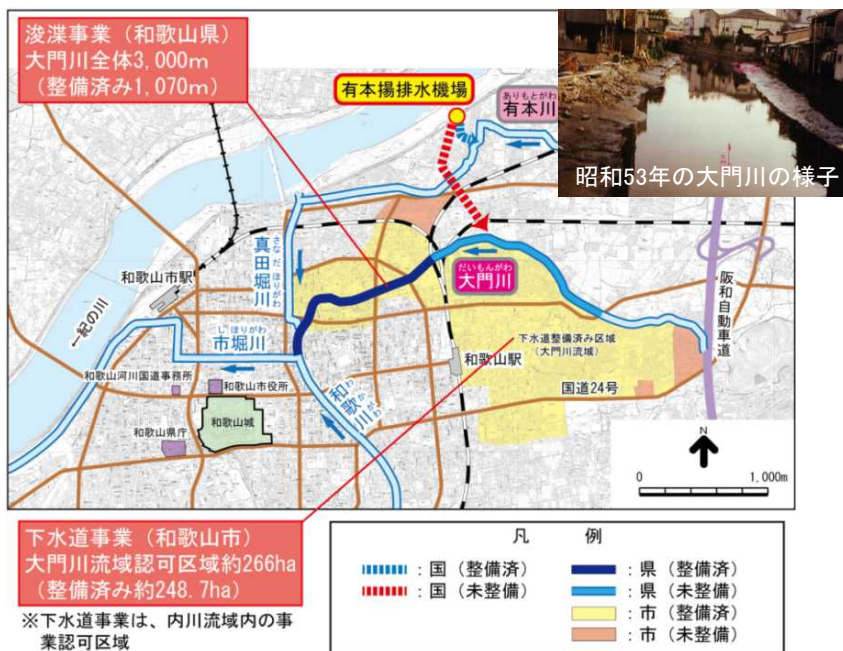 浚渫事業（和歌山県）
大門川全体3,000m
（整備済み1,070m）
有本揚排水機場
ありもとがわ
有本川
昭和53年の大門川の様子
さなだほりがわ
真田堀川
和歌山市駅
だいもんがわ
大門川
阪和自動車道
←紀の川
しほりがわ
市堀川
下水道整備済み区域
（大門川流域）
和歌山駅
和歌山河川国道事務所
和歌山市役所
わかがわ
和歌川
国道24号
和歌山城
和歌山県庁
N
0 1,000m
下水道事業（和歌山市）
大門川流域認可区域約266ha
（整備済み約248.7ha）
※下水道事業は、内川流域内の事
業認可区域
凡 例
：国（整備済）
：国（未整備）
：県（整備済）
：県（未整備）
：市（整備済）
：市（未整備）